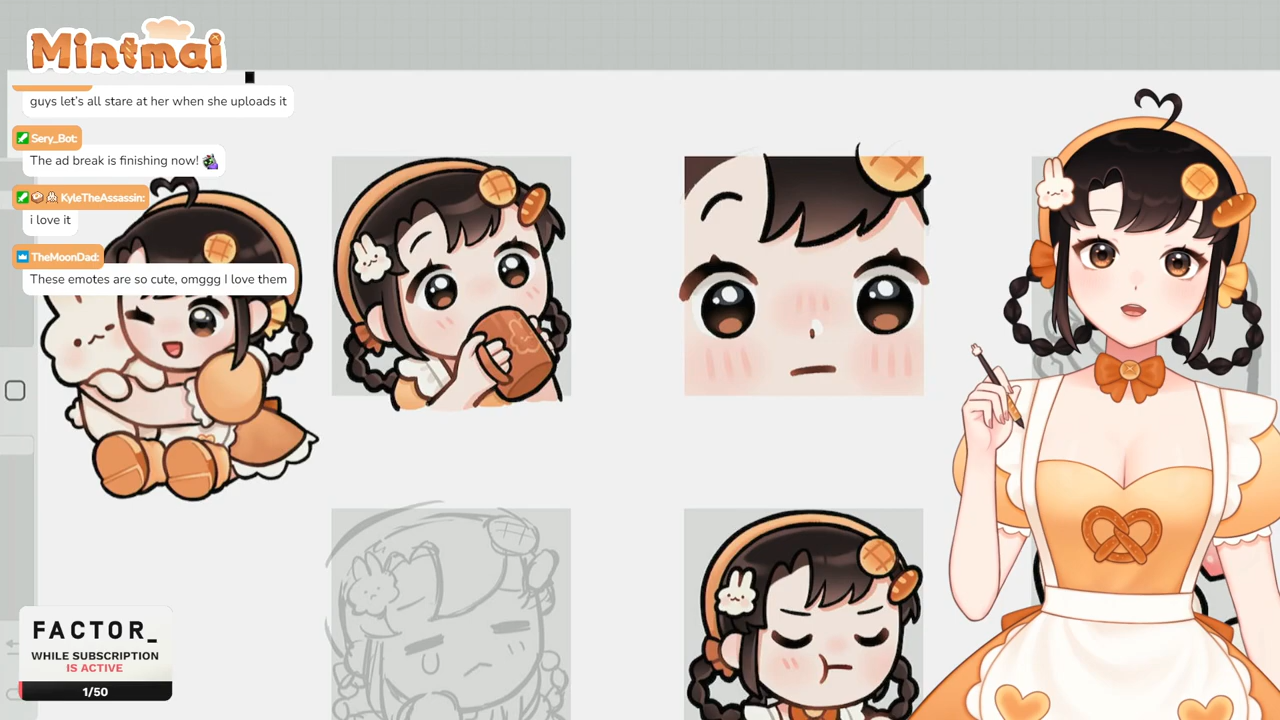 Mintmai
guys let's all stare at her when she uploads it
Sery_Bot:
The ad break is finishing now!
KyleTheAssassin:
i love it
TheMoonDad:
These emotes are so cute, omggg I love them
FACTOR_
WHILE SUBSCRIPTION
IS ACTIVE
1/50